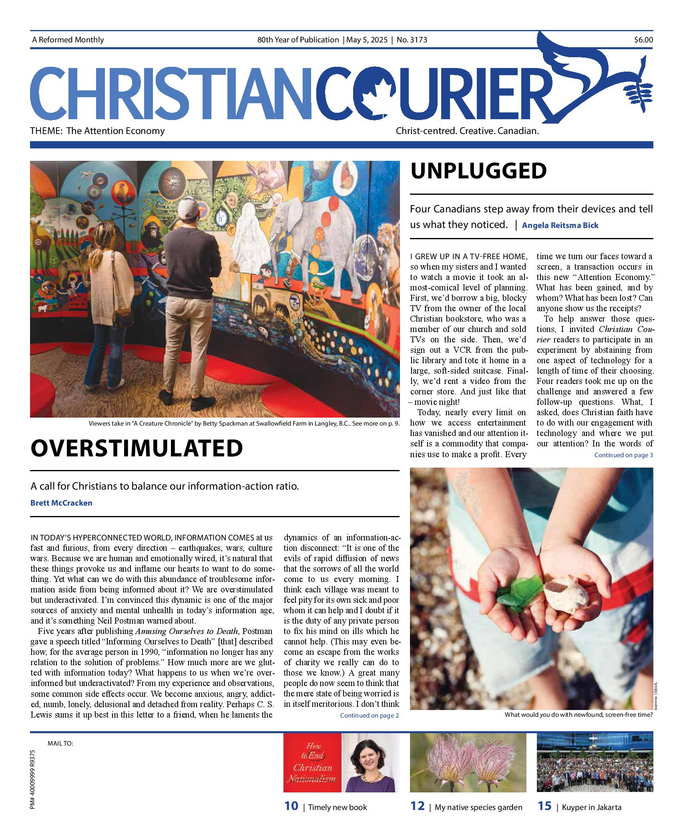 A Reformed Monthly
80th Year of Publication | May 5, 2025 | No. 3173
$6.00
CHRISTIAN COURIER
THEME: The Attention Economy
Christ-centred. Creative. Canadian.
Viewers take in "A Creature Chronicle" by Betty Spackman at Swallowfield Farm in Langley, B.C.. See more on p. 9.
OVERSTIMULATED
A call for Christians to balance our information-action ratio.
Brett McCracken
IN TODAY'S HYPERCONNECTED WORLD, INFORMATION COMES at us
fast and furious, from every direction – earthquakes, wars, culture
wars. Because we are human and emotionally wired, it's natural that
these things provoke us and inflame our hearts to want to do some-
thing. Yet what can we do with this abundance of troublesome infor-
mation aside from being informed about it? We are overstimulated
but underactivated. I'm convinced this dynamic is one of the major
sources of anxiety and mental unhealth in today's information age,
and it's something Neil Postman warned about.
Five years after publishing Amusing Ourselves to Death, Postman
gave a speech titled "Informing Ourselves to Death" [that] described
how, for the average person in 1990, "information no longer has any
relation to the solution of problems." How much more are we glut-
ted with information today? What happens to us when we're over-
informed but underactivated? From my experience and observations,
some common side effects occur. We become anxious, angry, addict-
ed, numb, lonely, delusional and detached from reality. Perhaps C. S.
Lewis sums it up best in this letter to a friend, when he laments the
dynamics of an information-ac-
tion disconnect: "It is one of the
evils of rapid diffusion of news
that the sorrows of all the world
come to us every morning. I
think each village was meant to
feel pity for its own sick and poor
whom it can help and I doubt if it
is the duty of any private person
to fix his mind on ills which he
cannot help. (This may even be-
come an escape from the works
of charity we really can do to
those we know.) A great many
people do now seem to think that
the mere state of being worried is
in itself meritorious. I don't think
Continued on page 2
UNPLUGGED
Four Canadians step away from their devices and tell
us what they noticed. | Angela Reitsma Bick
I GREW UP IN A TV-FREE HOME,
so when my sisters and I wanted
to watch a movie it took an al-
most-comical level of planning.
First, we'd borrow a big, blocky
TV from the owner of the local
Christian bookstore, who was a
member of our church and sold
TVs on the side. Then, we'd
sign out a VCR from the pub-
lic library and tote it home in a
large, soft-sided suitcase. Final-
ly, we'd rent a video from the
corner store. And just like that
– movie night!
Today, nearly every limit on
how we access entertainment
has vanished and our attention it-
self is a commodity that compa-
nies use to make a profit. Every
time we turn our faces toward a
screen, a transaction occurs in
this new "Attention Economy."
What has been gained, and by
whom? What has been lost? Can
anyone show us the receipts?
To help answer those ques-
tions, I invited Christian Cou-
rier readers to participate in an
experiment by abstaining from
one aspect of technology for a
length of time of their choosing.
Four readers took me up on the
challenge and answered a few
follow-up questions. What, I
asked, does Christian faith have
to do with our engagement with
technology and where we put
our attention? In the words of
Continued on page 3
What would you do with newfound, screen-free time?
MAIL TO:
PM# 40009999 R9375
How
to End
Christian
Nationalism
10 | Timely new book
12 | My native species garden
15 | Kuyper in Jakarta